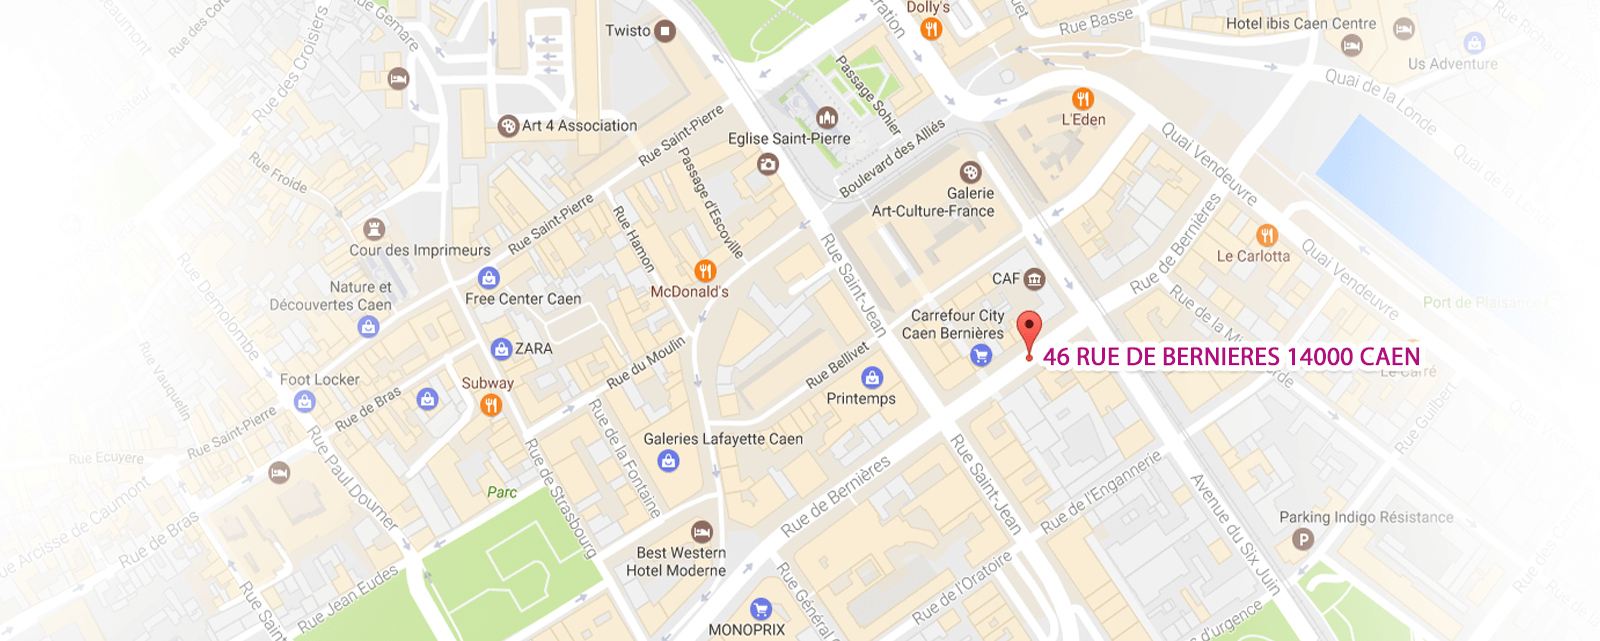 Dolly's
Twisto
Rue Gemare
Rue Basse
Hotel ibis Caen Centre
Us Adventure
Rue des Croisiers
Passage Sohier
Quai de la Londe
L'Eden
Art 4 Association
Eglise Saint-Pierre
Rue Saint-Pierre
Boulevard des Alliés
Quai Vendeuvre
Rue Froide
Passage d'Escoville
Galerie
Art-Culture-France
Rue de Bernières
Le Carlotta
Cour des Imprimeurs
Rue Saint-Pierre
Rue Hamon
Rue Saint-Jean
Quai Vendeuvre
Rue Demolombe
Nature et
Découvertes Caen
Free Center Caen
McDonald's
CAF
Port de Plaisance
Carrefour City
Caen Bernières
46 RUE DE BERNIERES 14000 CAEN
Le Carré
ZARA
Rue du Moulin
Rue Bellivet
Printemps
Rue Vauquelin
Foot Locker
Subway
Rue de Bras
Rue Saint-Pierre
Rue Guilbert
Rue Ecuyere
Rue Paul Doumer
Rue de la Fontaine
Galeries Lafayette Caen
Rue de Strasbourg
Rue de Bernières
Rue Saint-Jean
Rue de l'Engannerie
Avenue du Six Juin
Parking Indigo Résistance
Parc
Rue Arcisse de Caumont
Rue de Bras
Best Western
Hotel Moderne
Rue Jean Eudes
Rue Saint
Rue Général
Rue de l'Oratoire
d'urgence
MONOPRIX